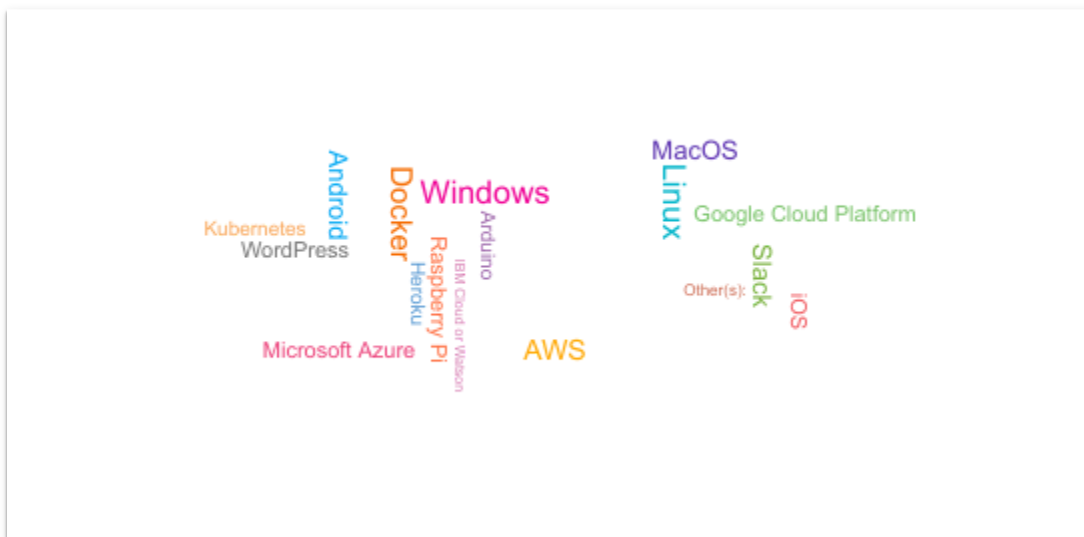 MacOS
Android
Docker
Windows
Linux
Google Cloud Platform
Arduino
Kubernetes
WordPress
Raspberry Pi
Slack
Heroku
IBM Cloud or Watson
Other(s):
iOS
Microsoft Azure
AWS